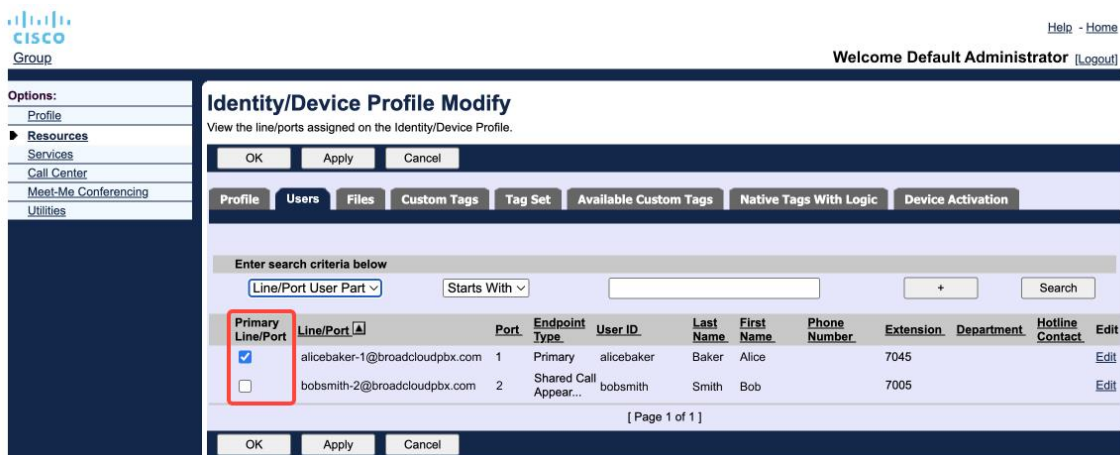 CISCO
Help - Home
Group
Welcome Default Administrator [Logout]
Options:
Profile
Resources
Services
Call Center
Meet-Me Conferencing
Utilities
Identity/Device Profile Modify
View the line/ports assigned on the Identity/Device Profile.
OK Apply Cancel
Profile Users Files Custom Tags Tag Set Available Custom Tags Native Tags With Logic Device Activation
Enter search criteria below
Line/Port User Part Starts With + Search
Primary Line/Port Line/Port Port Endpoint Type User ID Last Name First Name Phone Number Extension Department Hotline Contact Edit
alicebaker-1@broadcloudpbx.com 1 Primary alicebaker Baker Alice 7045 Edit
bobsmith-2@broadcloudpbx.com 2 Shared Call Appear... bobsmith Smith Bob 7005 Edit
[ Page 1 of 1 ]
OK Apply Cancel